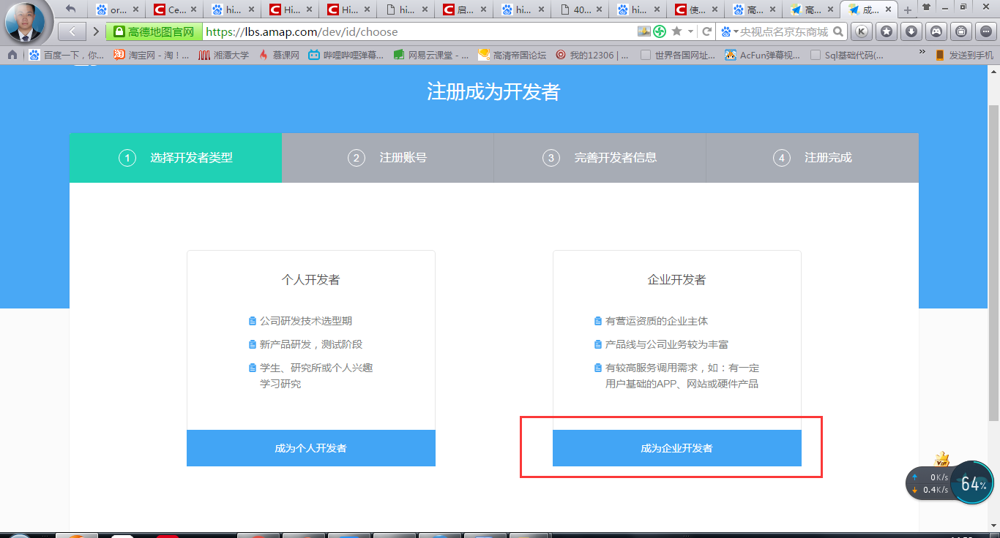 or...
Ce...
hi...
Hi...
Hi...
hi...
启...
hi...
40...
hi...
使...
高...
高...
成...
高德地图官网
https://lbs.amap.com/dev/id/choose
央视点名京东商城
K
百度一下，你...
淘宝网 - 淘！...
湘潭大学
慕课网
哔哩哔哩弹幕...
网易云课堂 - ...
高清帝国论坛
我的12306 | ...
世界各国网址...
AcFun弹幕视...
Sql基础代码(...
»
发送到手机
注册成为开发者
1 选择开发者类型
2 注册账号
3 完善开发者信息
4 注册完成
个人开发者
公司研发技术选型期
新产品研发，测试阶段
学生、研究所或个人兴趣
学习研究
成为个人开发者
企业开发者
有营运资质的企业主体
产品线与公司业务较为丰富
有较高服务调用需求，如：有一定
用户基础的APP、网站或硬件产品
成为企业开发者
VIP
0K/s
0.4K/s
64%